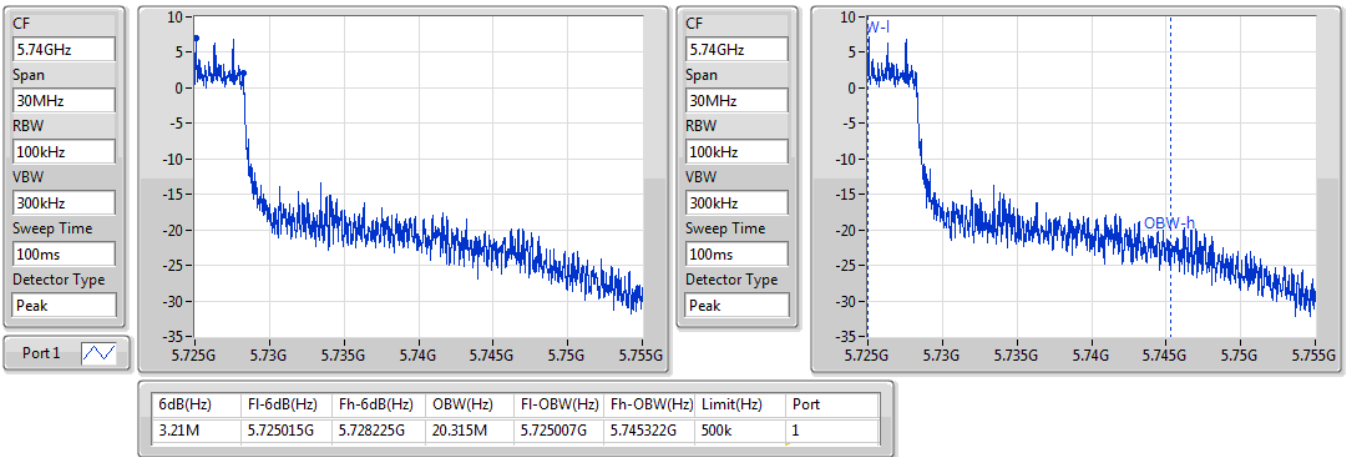 CF
5.74GHz
Span
30MHz
RBW
100kHz
VBW
300kHz
Sweep Time
100ms
Detector Type
Peak
Port 1
10
5
0
-5
-10
-15
-20
-25
-30
-35
5.725G 5.73G 5.735G 5.74G 5.745G 5.75G 5.755G
CF
5.74GHz
Span
30MHz
RBW
100kHz
VBW
300kHz
Sweep Time
100ms
Detector Type
Peak
10
5
0
-5
-10
-15
-20
-25
-30
-35
W-l
OBW-h
5.725G 5.73G 5.735G 5.74G 5.745G 5.75G 5.755G
6dB(Hz) Fl-6dB(Hz) Fh-6dB(Hz) OBW(Hz) Fl-OBW(Hz) Fh-OBW(Hz) Limit(Hz) Port
3.21M 5.725015G 5.728225G 20.315M 5.725007G 5.745322G 500k 1